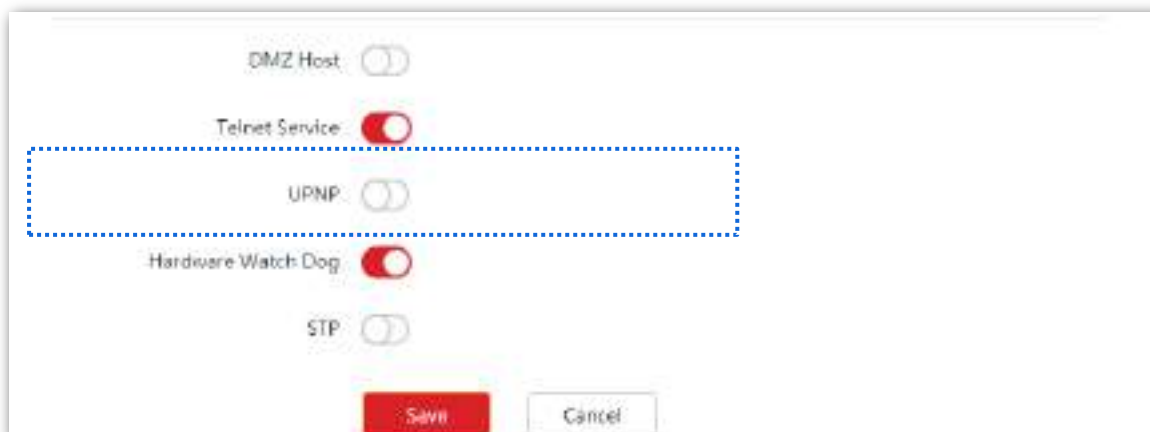 DMZ Host
Telnet Service
UPNP
Hardware Watch Dog
STP
Save Cancel